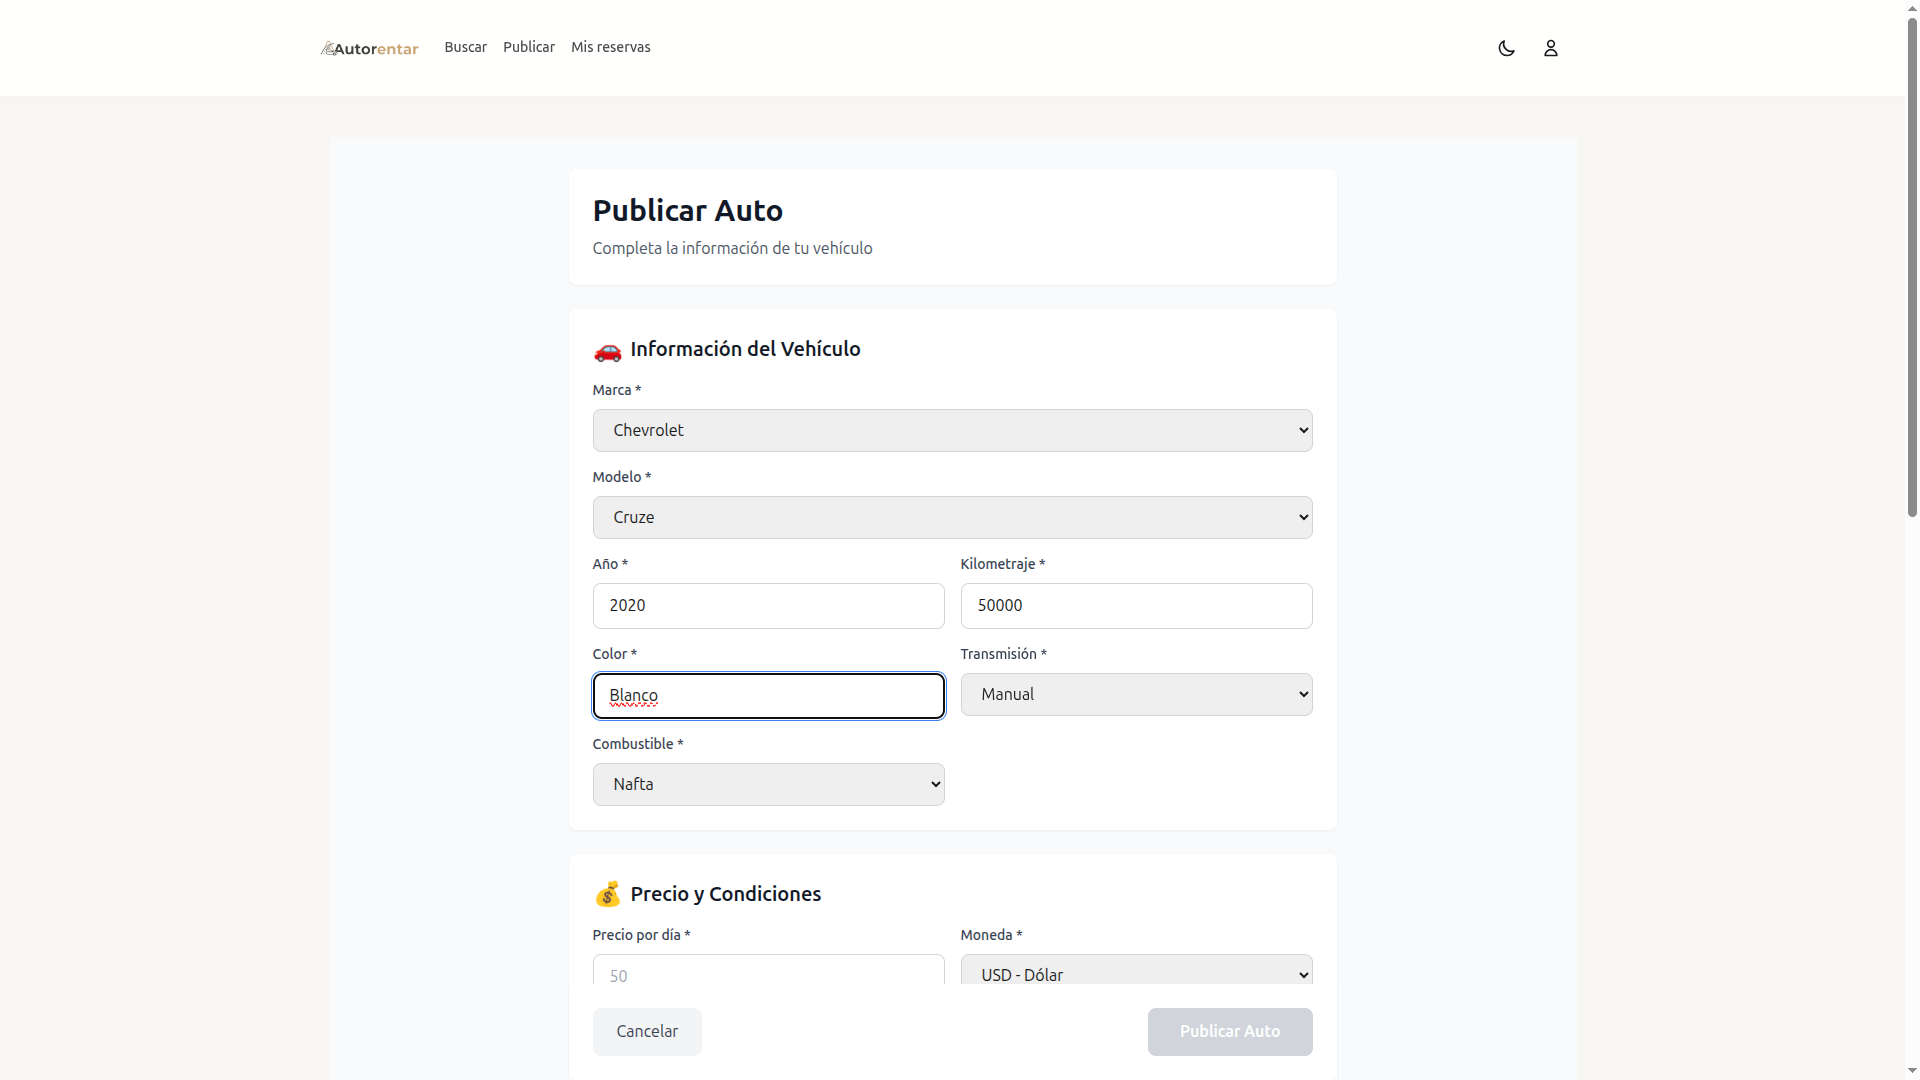 Autorentar Buscar Publicar Mis reservas
Publicar Auto
Completa la información de tu vehículo
🚗 Información del Vehículo
Marca *
Chevrolet
Modelo *
Cruze
Año * Kilometraje *
2020 50000
Color * Transmisión *
Blanco Manual
Combustible *
Nafta
💰 Precio y Condiciones
Precio por día * Moneda *
50 USD - Dólar
Cancelar Publicar Auto